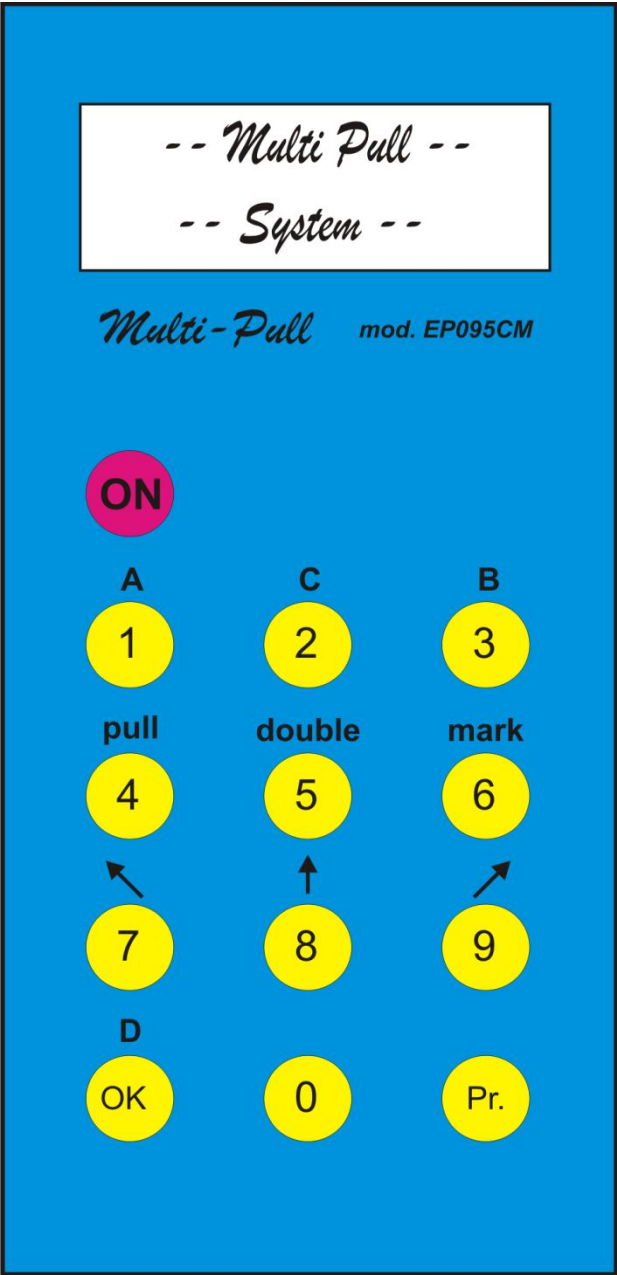 -- Multi Pull --
-- System --
Multi-Pull mod. EP095CM
ON
A C B
1 2 3
pull double mark
4 5 6
7 8 9
D
OK 0 Pr.